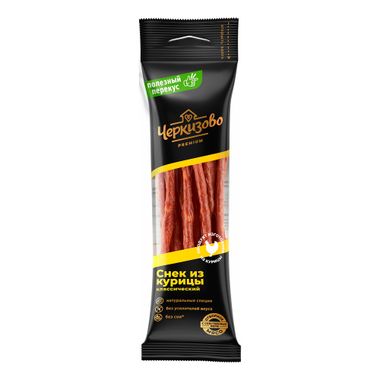 полезный
перекус
Черкизово
PREMIUM
Снек из
курицы
классический
натуральные специи
без усилителей вкуса
без сои*